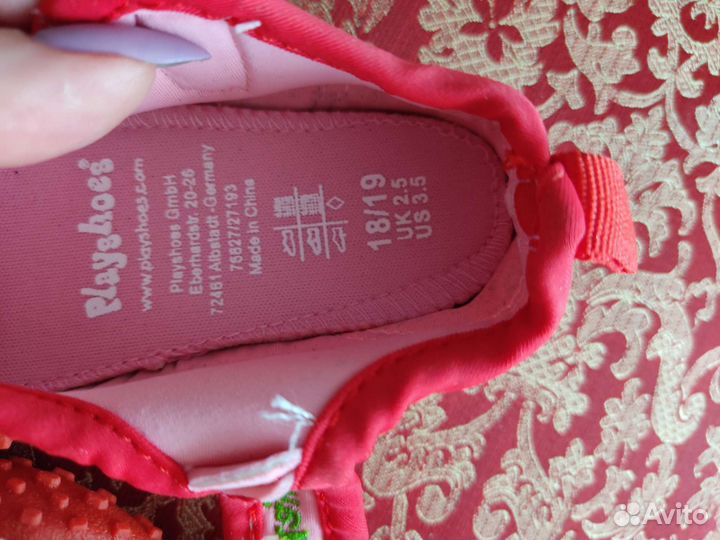 Playshoes
www.playshoes.com
Playshoes GmbH
Eberhardstr. 20-26
72461 Albstadt-Germany
75827/27193
Made in China
18/19
UK 2.5
US 3.5
Avito